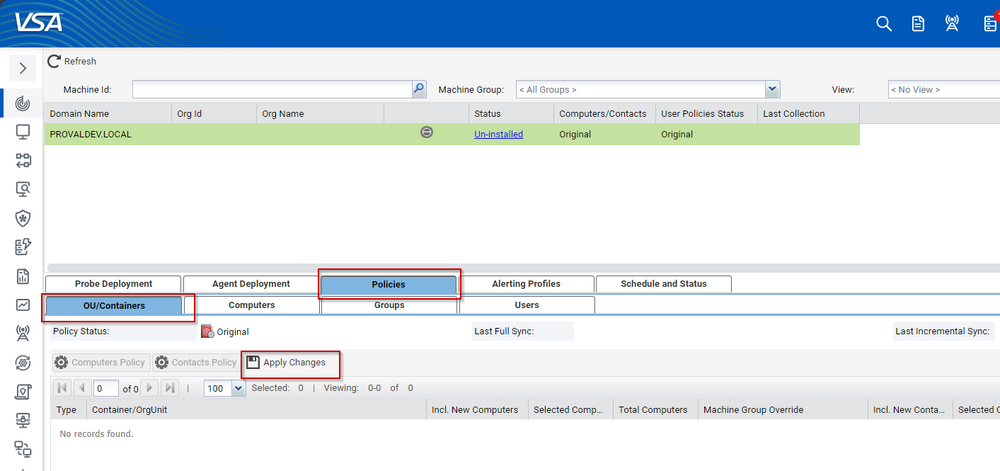 VSA
Refresh
Machine Id: Machine Group: < All Groups > View: < No View >
Domain Name Org Id Org Name Status Computers/Contacts User Policies Status Last Collection
PROVALDEV.LOCAL Un-installed Original Original
Probe Deployment Agent Deployment Policies Alerting Profiles Schedule and Status
OU/Containers Computers Groups Users
Policy Status: Original Last Full Sync: Last Incremental Sync:
Computers Policy Contacts Policy Apply Changes
0 of 0 100 Selected: 0 | Viewing: 0-0 of 0
Type Container/OrgUnit Incl. New Computers Selected Comp... Total Computers Machine Group Override Incl. New Conta... Selected C
No records found.